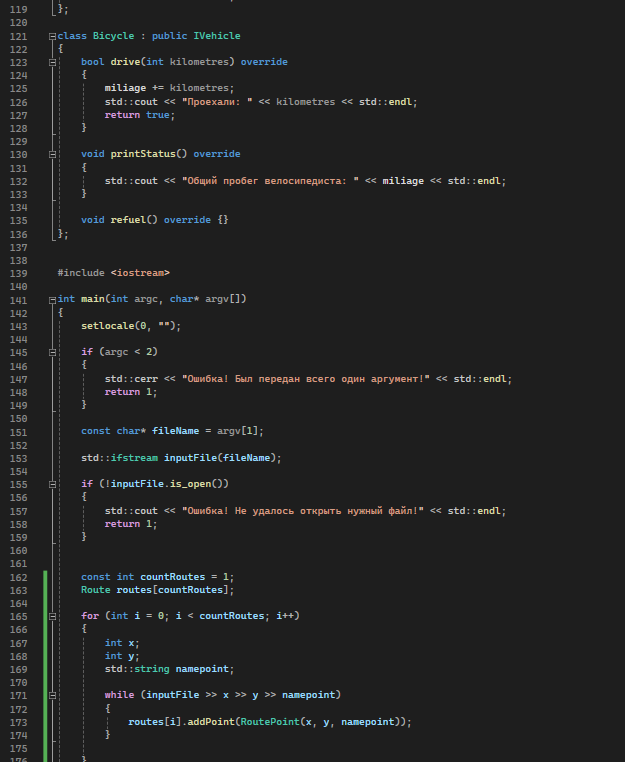 119 };
120
121 class Bicycle : public IVehicle
122 {
123 bool drive(int kilometres) override
124 {
125 miliage += kilometres;
126 std::cout << "Проехали: " << kilometres << std::endl;
127 return true;
128 }
129
130 void printStatus() override
131 {
132 std::cout << "Общий пробег велосипедиста: " << miliage << std::endl;
133 }
134
135 void refuel() override {}
136 };
137
138
139 #include <iostream>
140
141 int main(int argc, char* argv[])
142 {
143 setlocale(0, "");
144
145 if (argc < 2)
146 {
147 std::cerr << "Ошибка! Был передан всего один аргумент!" << std::endl;
148 return 1;
149 }
150
151 const char* fileName = argv[1];
152
153 std::ifstream inputFile(fileName);
154
155 if (!inputFile.is_open())
156 {
157 std::cout << "Ошибка! Не удалось открыть нужный файл!" << std::endl;
158 return 1;
159 }
160
161
162 const int countRoutes = 1;
163 Route routes[countRoutes];
164
165 for (int i = 0; i < countRoutes; i++)
166 {
167 int x;
168 int y;
169 std::string namepoint;
170
171 while (inputFile >> x >> y >> namepoint)
172 {
173 routes[i].addPoint(RoutePoint(x, y, namepoint));
174 }
175
176 }